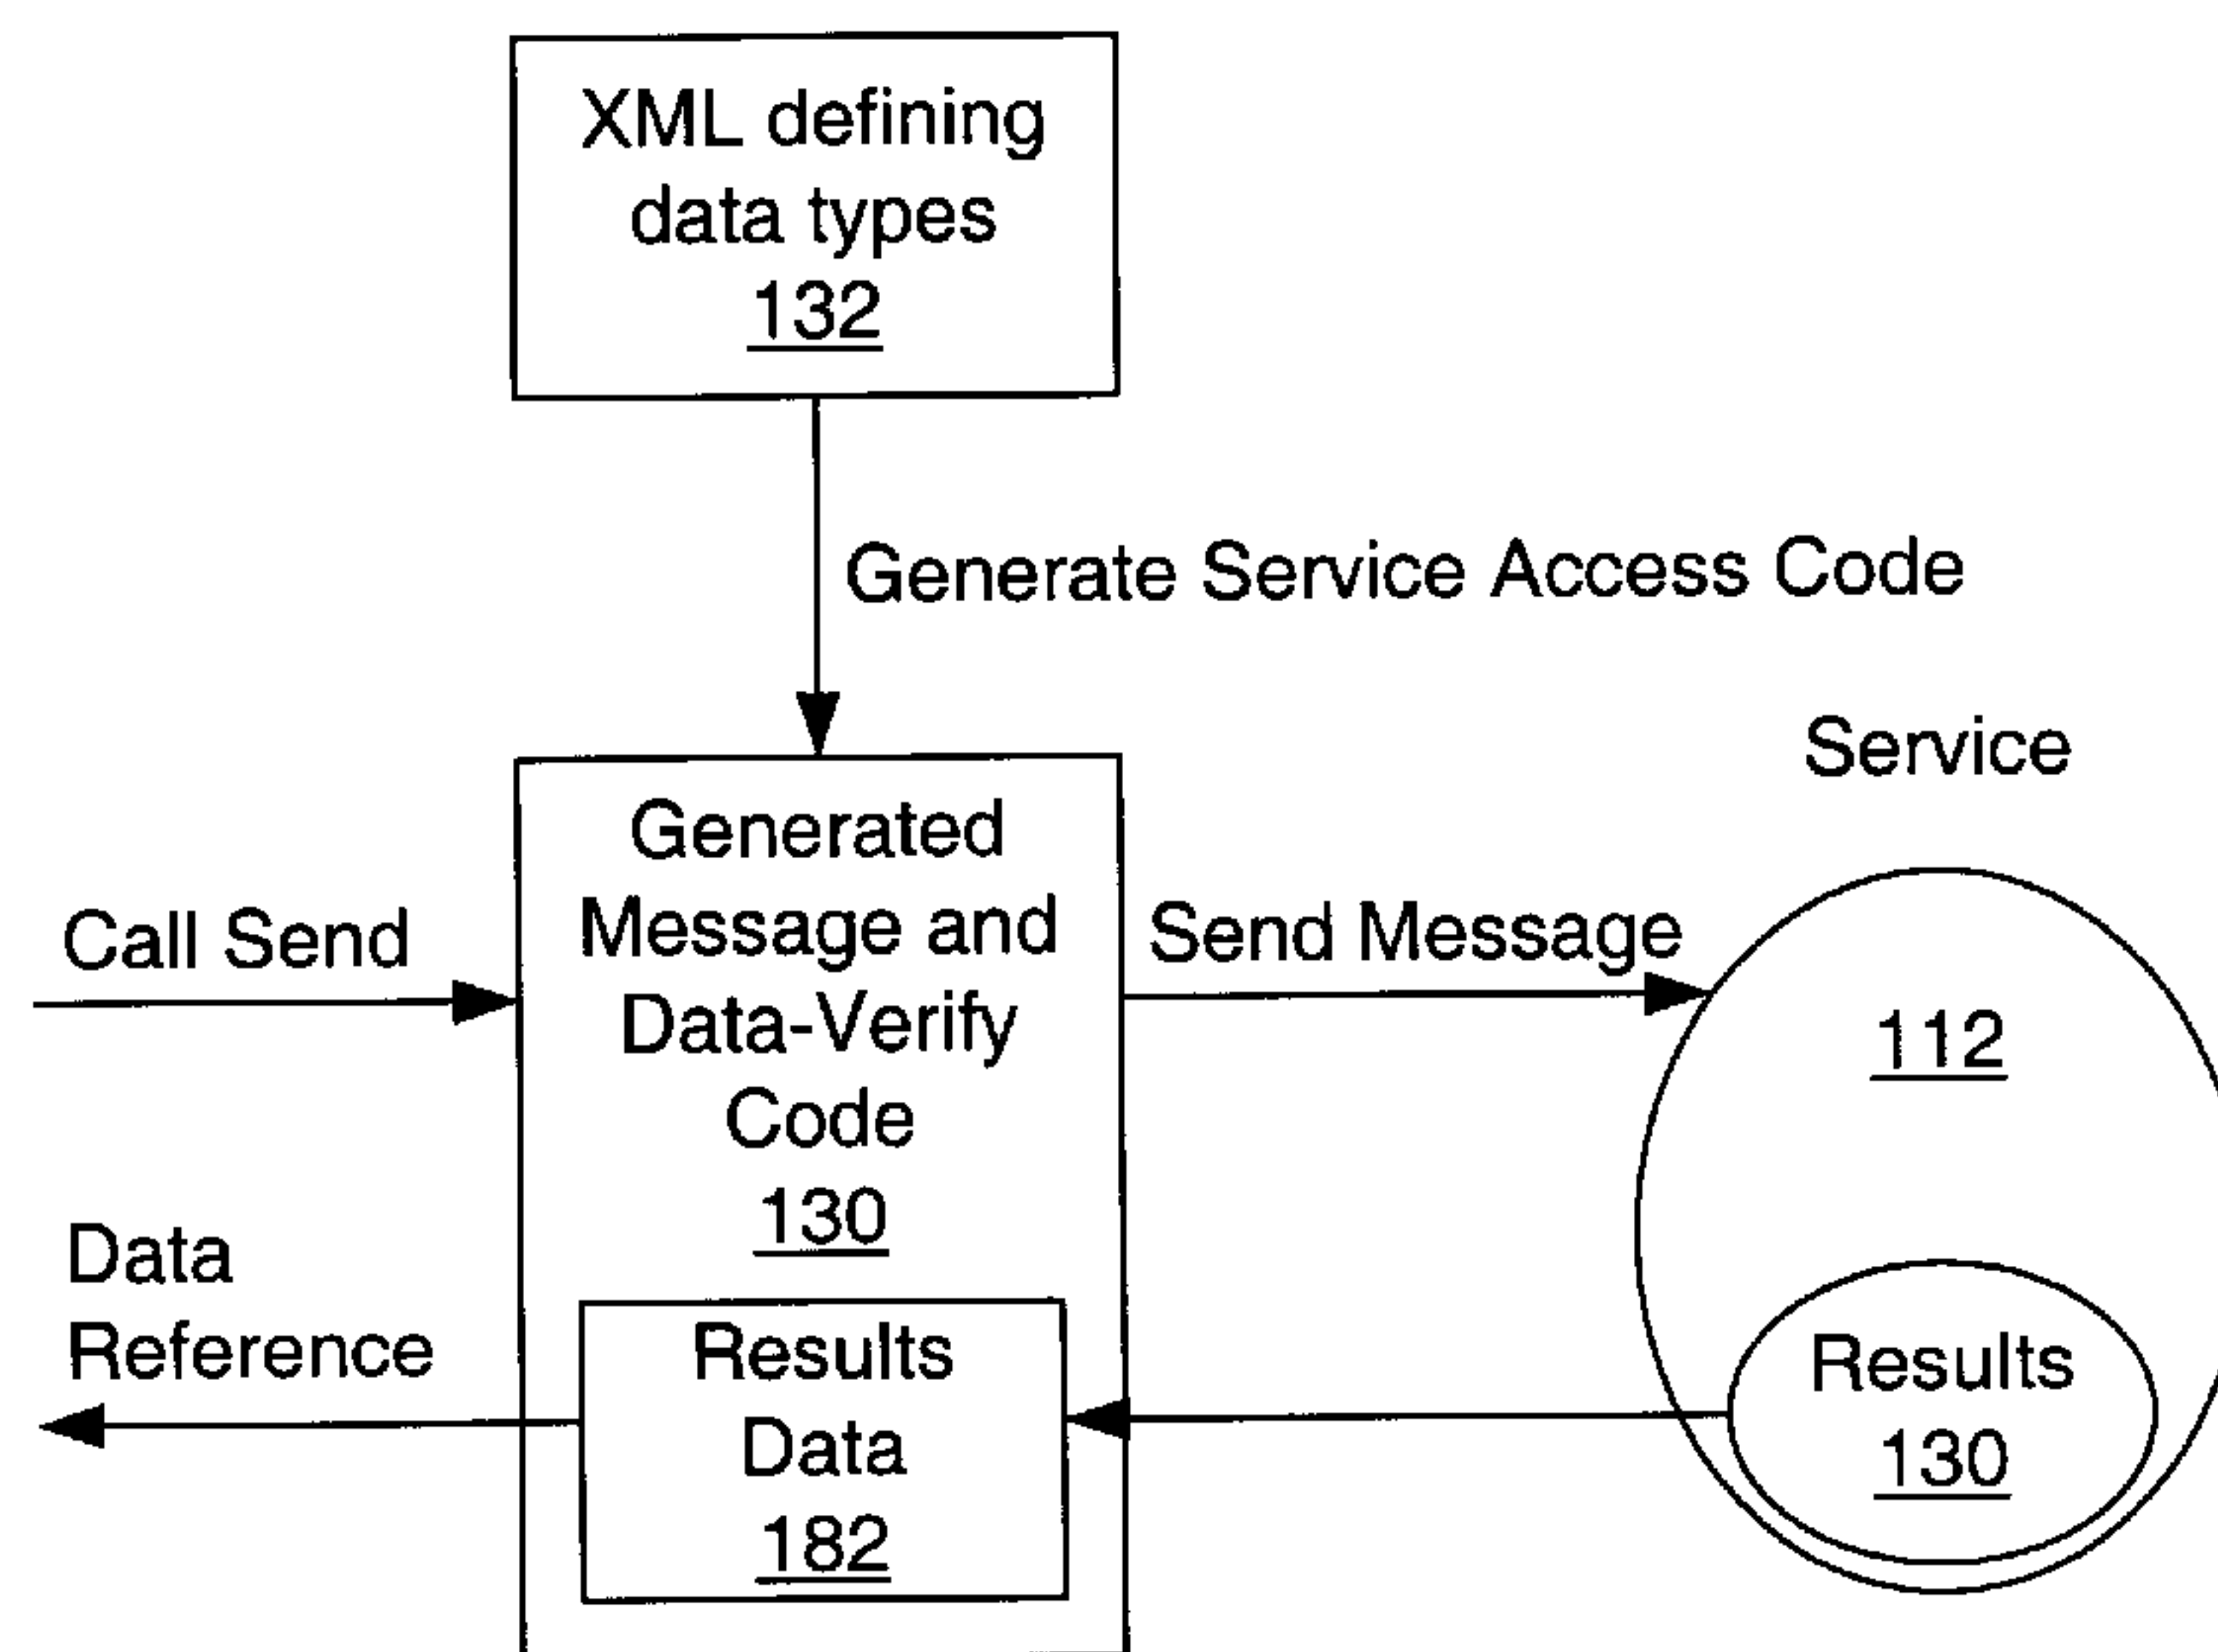 XML defining
data types
132
Generate Service Access Code
Service
Generated
Message and
Data-Verify
Code
130
Call Send
Send Message
112
Data
Reference
Results
Data
182
Results
130